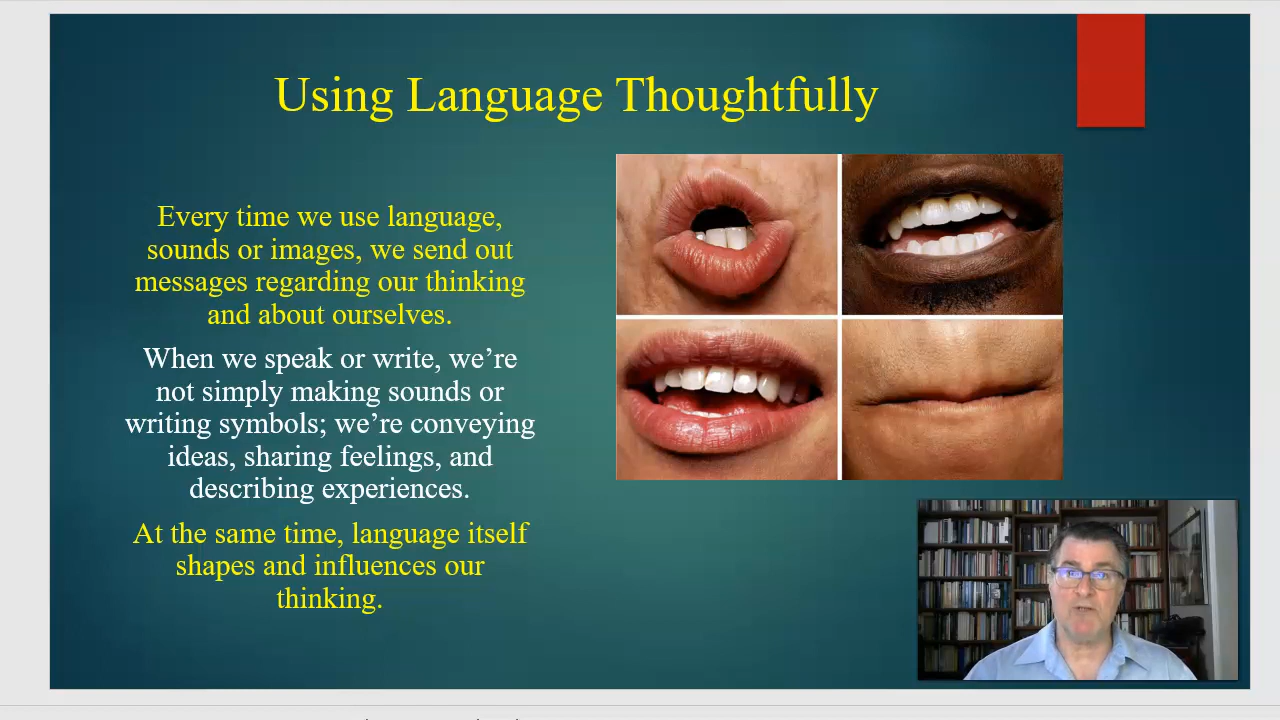 Using Language Thoughtfully
Every time we use language,
sounds or images, we send out
messages regarding our thinking
and about ourselves.
When we speak or write, we’re
not simply making sounds or
writing symbols; we’re conveying
ideas, sharing feelings, and
describing experiences.
At the same time, language itself
shapes and influences our
thinking.